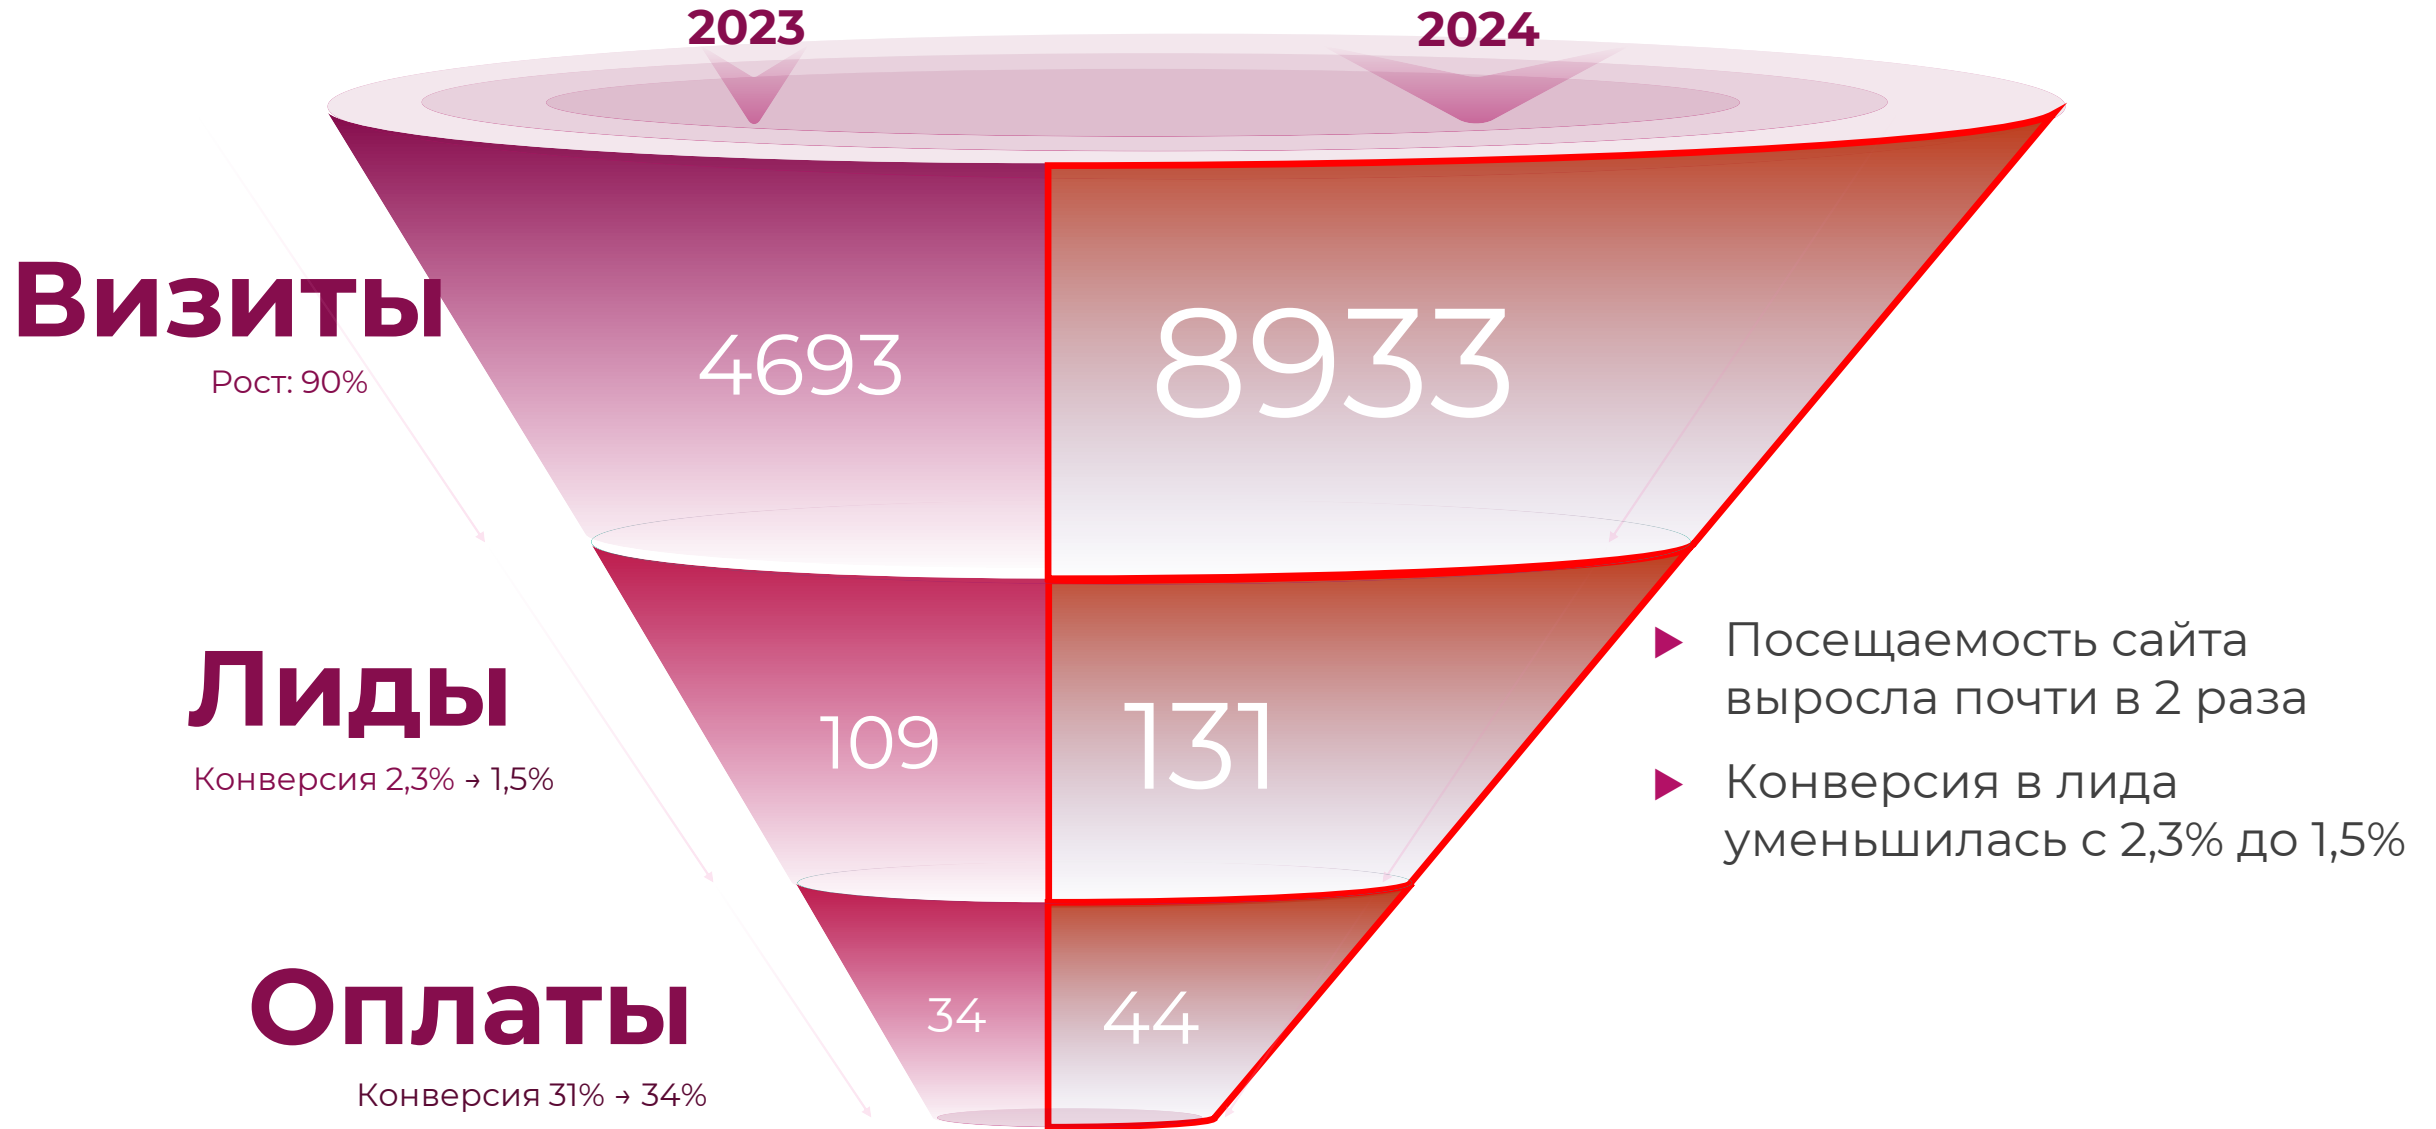 2023
2024
Визиты
Рост: 90%
4693
8933
Лиды
Конверсия 2,3% → 1,5%
109
131
Оплаты
Конверсия 31% → 34%
34
44
Посещаемость сайта
выросла почти в 2 раза
Конверсия в лида
уменьшилась с 2,3% до 1,5%